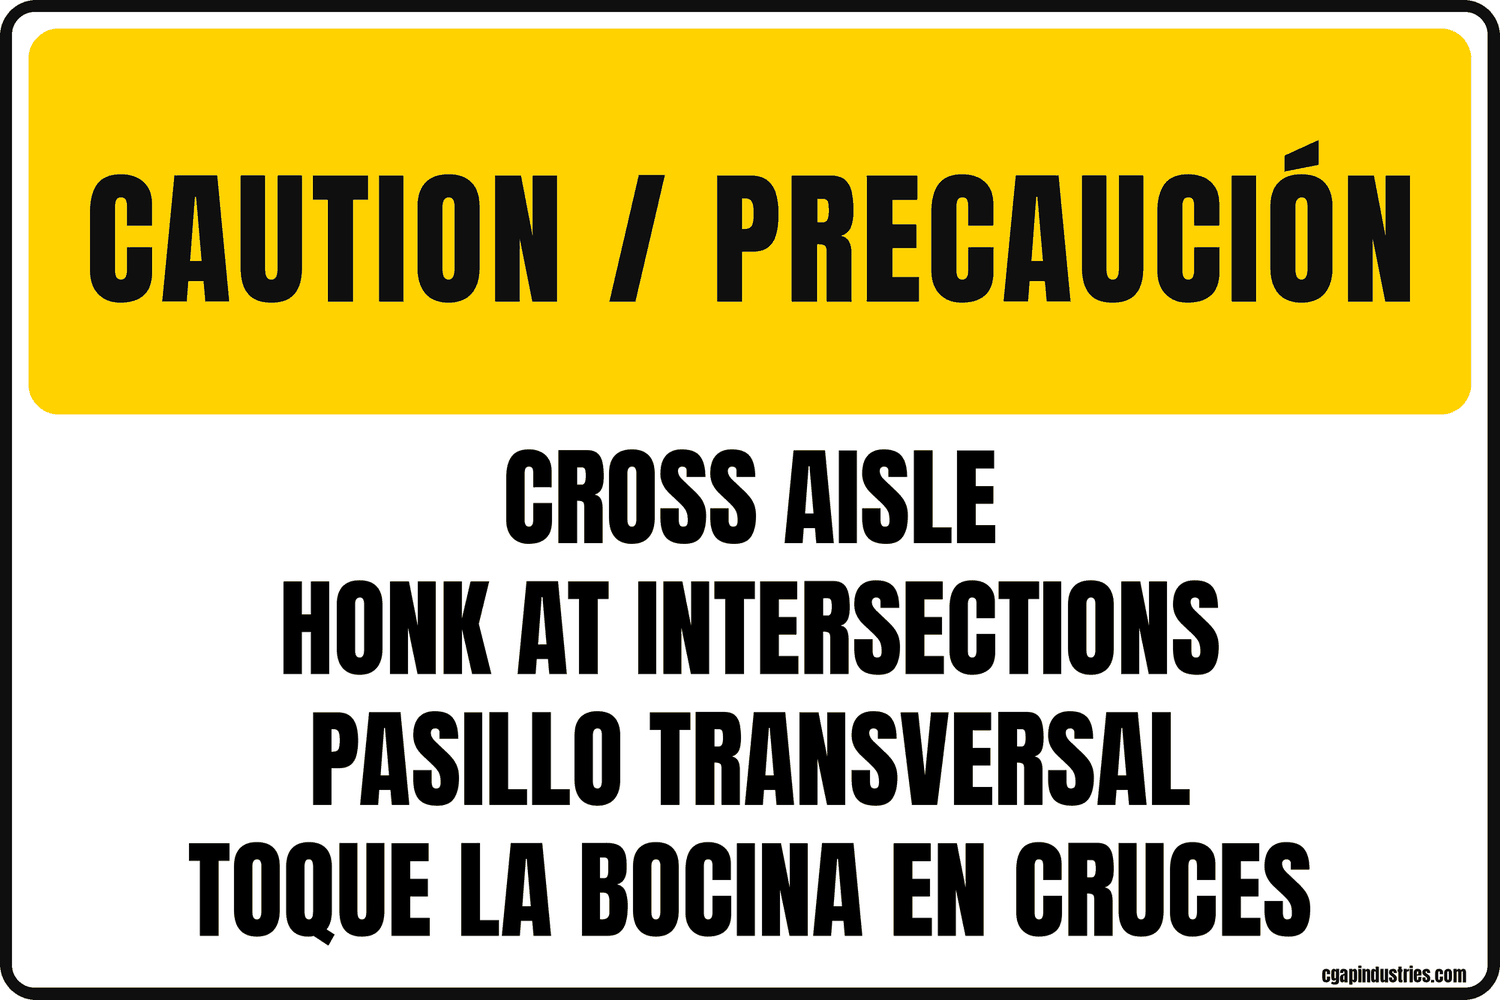 CAUTION / PRECAUCIÓN
CROSS AISLE
HONK AT INTERSECTIONS
PASILLO TRANSVERSAL
TOQUE LA BOCINA EN CRUCES
cgapindustries.com